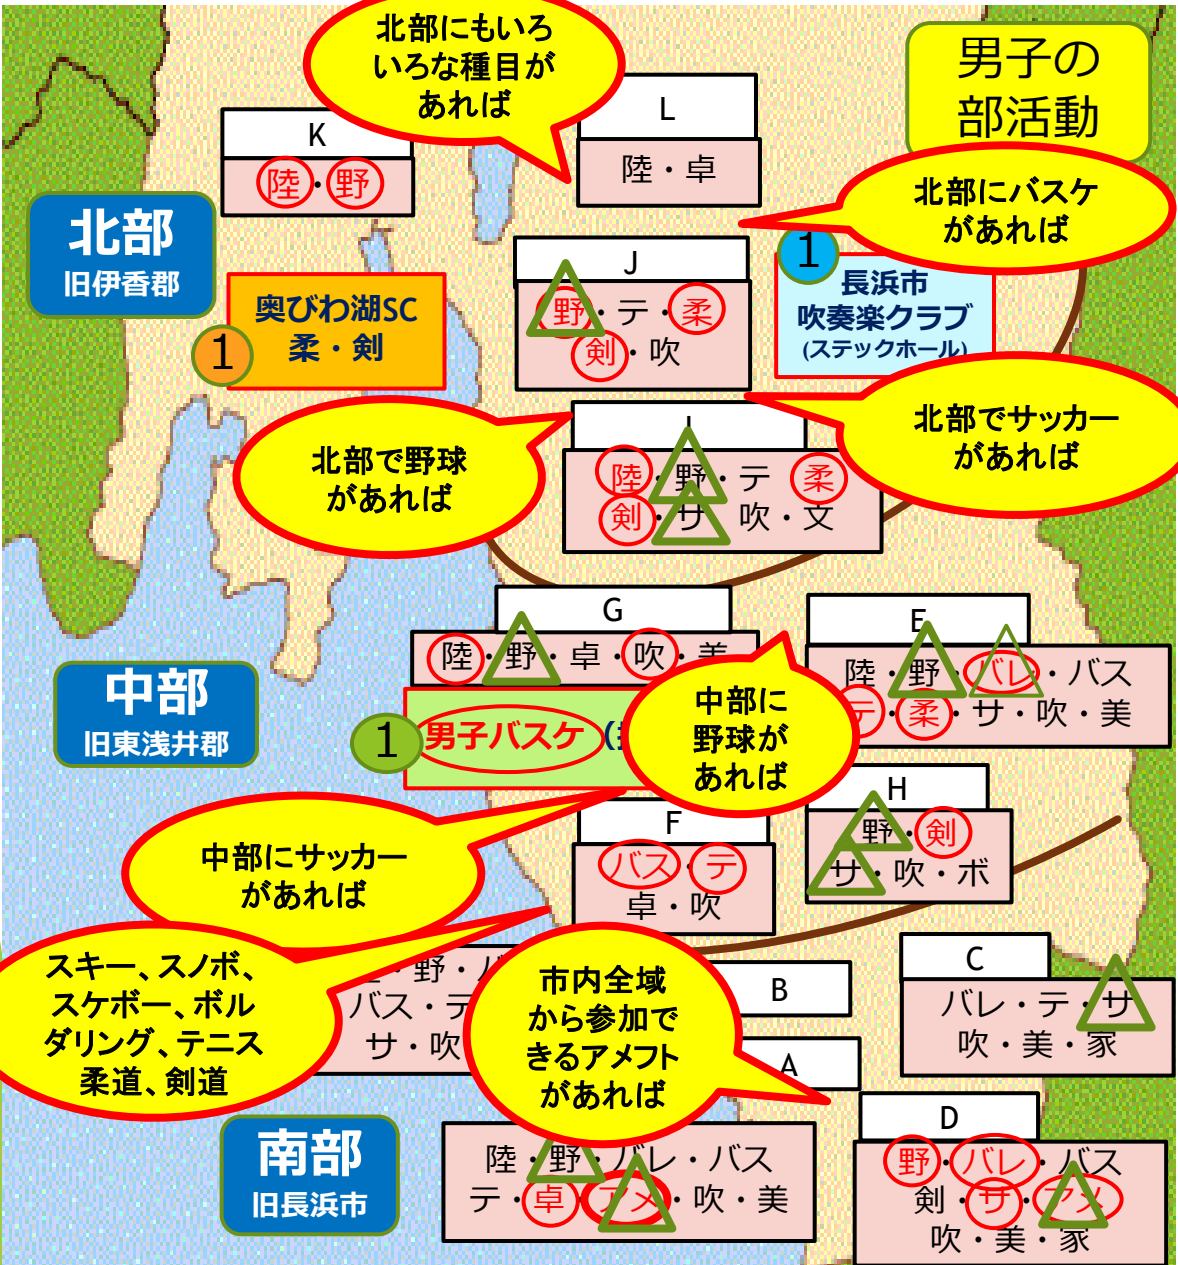 北部にもいろ
いろな種目が
あれば
男子の
部活動
K
陸・野
L
陸・卓
北部にバスケ
があれば
北部
旧伊香郡
奥びわ湖SC
柔・剣
1
J
野・テ・柔
剣・吹
1
長浜市
吹奏楽クラブ
(ステックホール)
北部で野球
があれば
北部でサッカー
があれば
陸・野・テ 柔
剣・サ 吹・文
G
陸・野・卓・吹・美
E
陸・野・バレ・バス
テ・柔・サ・吹・美
中部
旧東浅井郡
1
男子バスケ
中部に
野球が
あれば
H
野・剣
サ・吹・ボ
F
バス・テ
卓・吹
中部にサッカー
があれば
スキー、スノボ、
スケボー、ボル
ダリング、テニス
柔道、剣道
・野・バ
バス・テ
サ・吹
市内全域
から参加で
きるアメフト
があれば
B
A
C
バレ・テ・サ
吹・美・家
南部
旧長浜市
陸・野・バレ・バス
テ・卓・アメ・吹・美
D
野・バレ・バス
剣・サ・アメ
吹・美・家